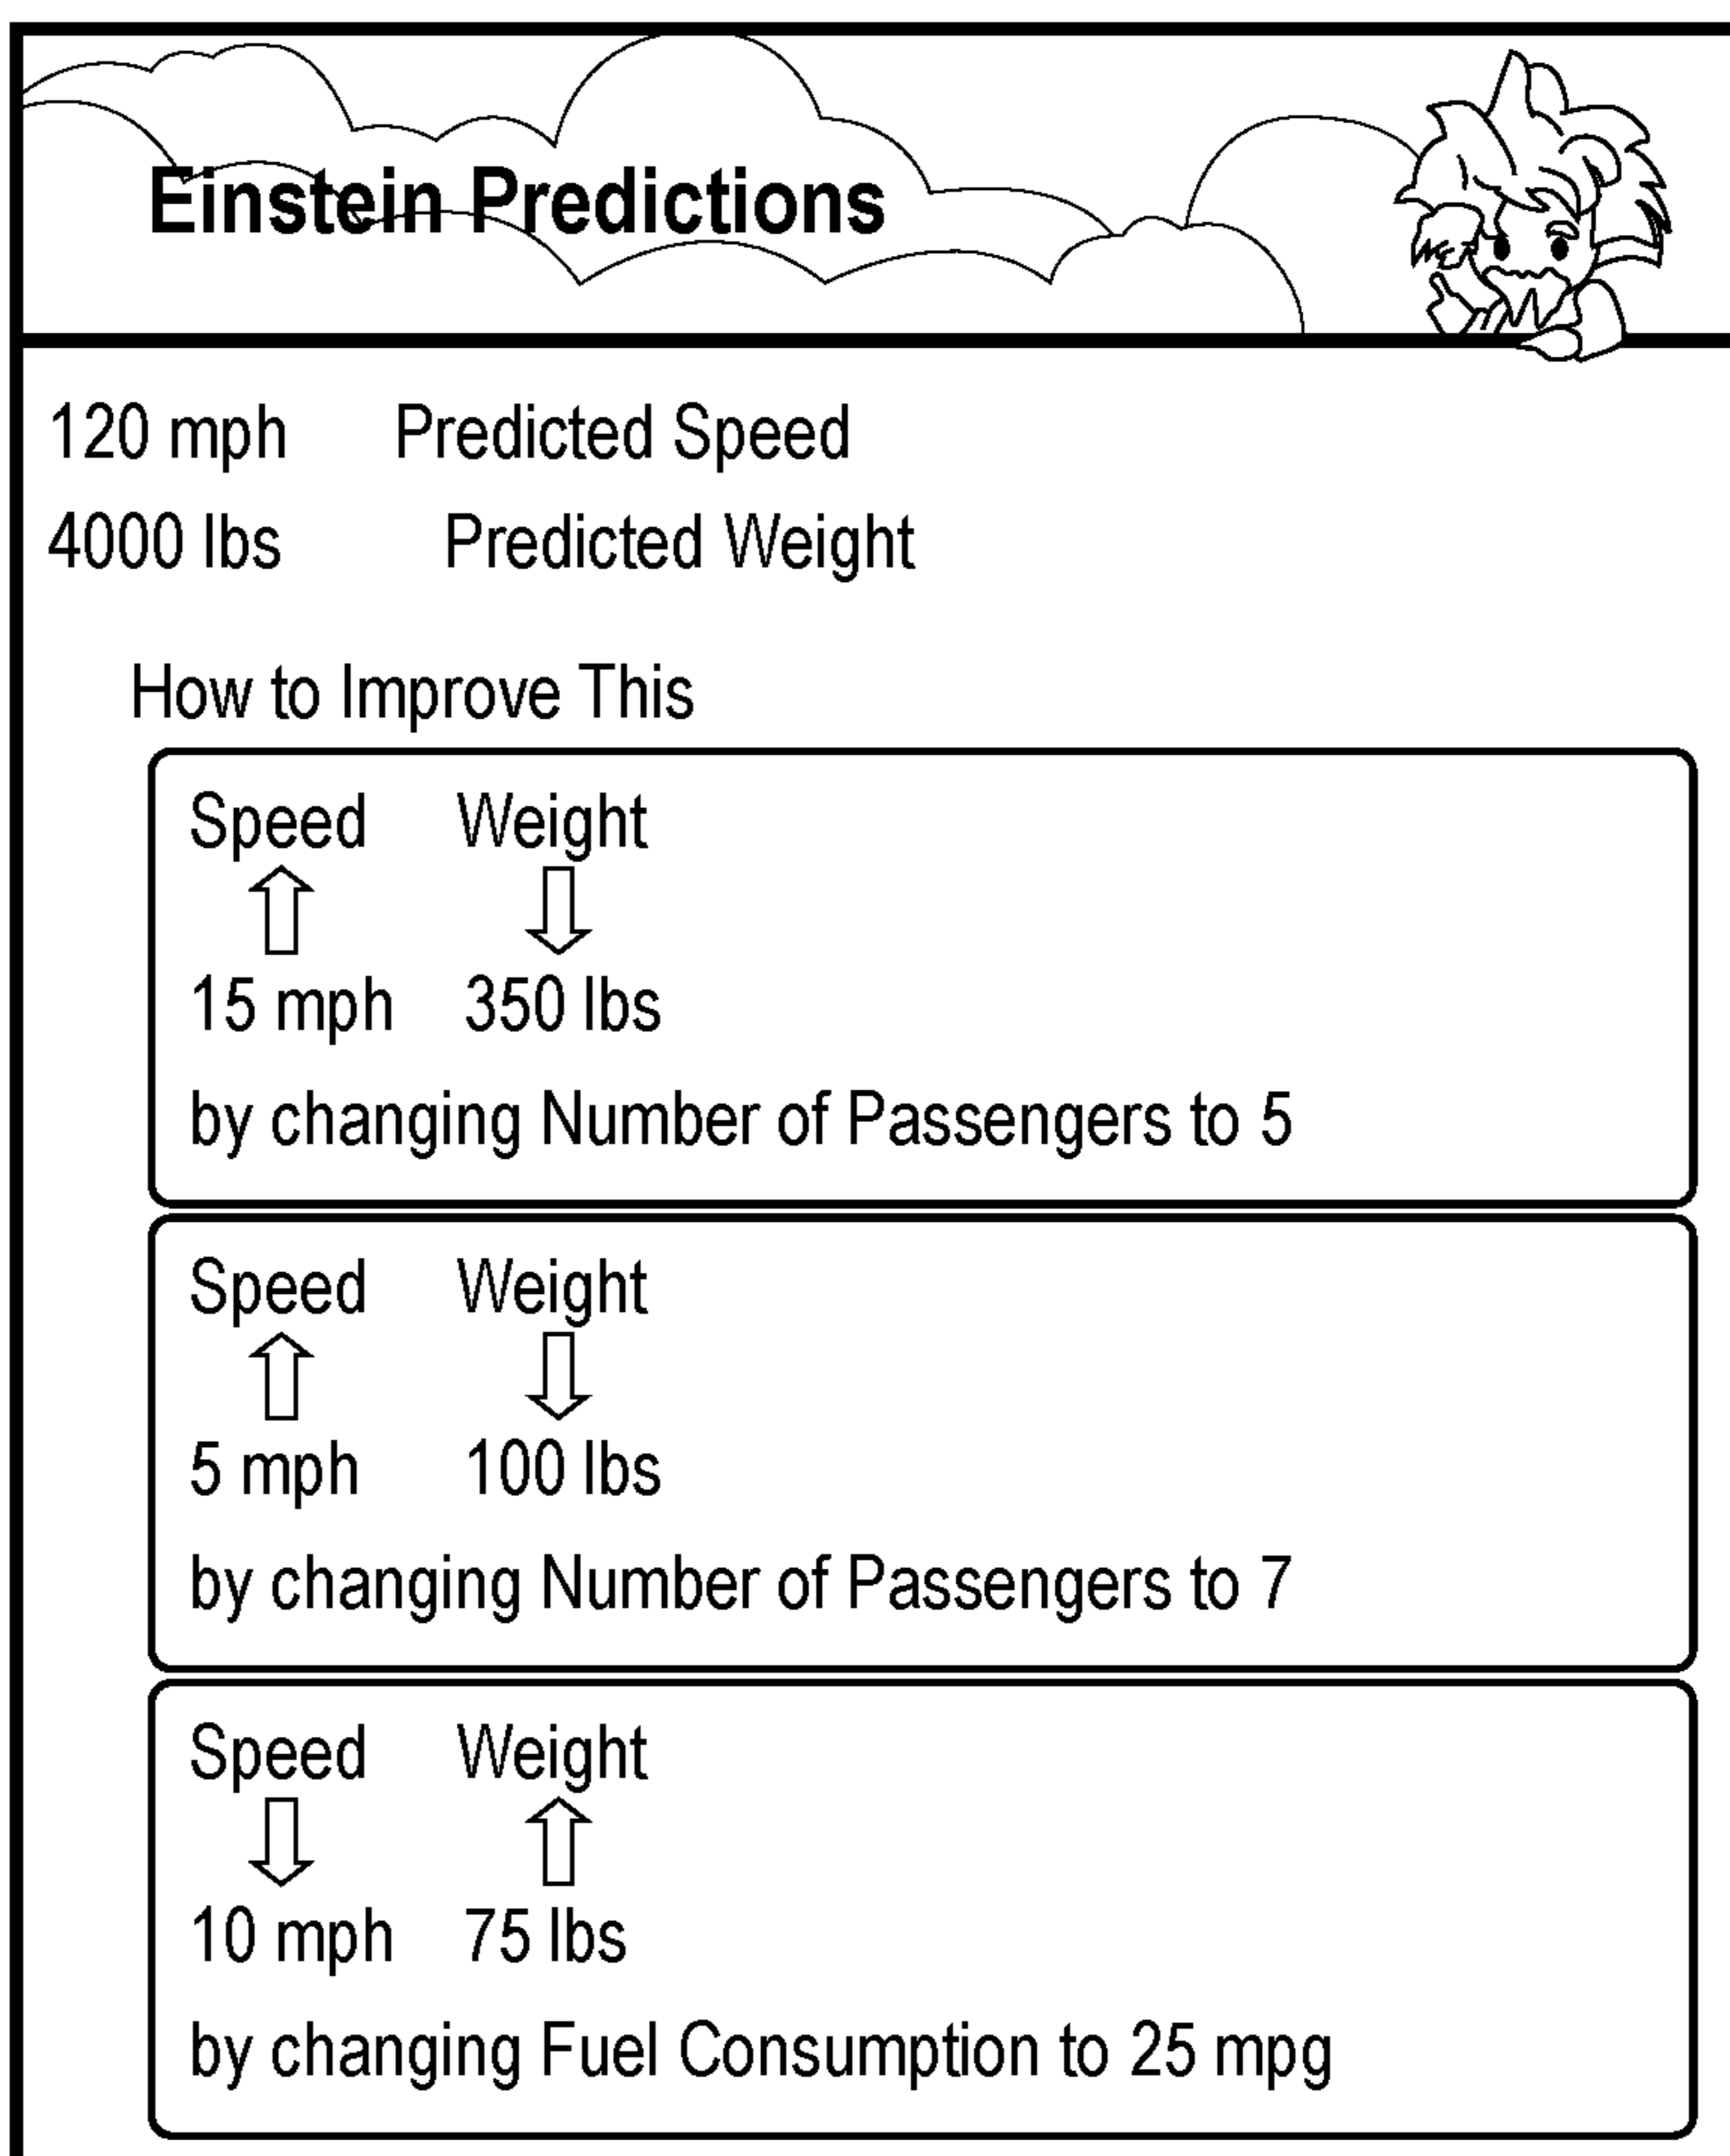 Einstein Predictions
120 mph Predicted Speed
4000 lbs Predicted Weight
How to Improve This
Speed Weight
15 mph 350 lbs
by changing Number of Passengers to 5
Speed Weight
5 mph 100 lbs
by changing Number of Passengers to 7
Speed Weight
10 mph 75 lbs
by changing Fuel Consumption to 25 mpg